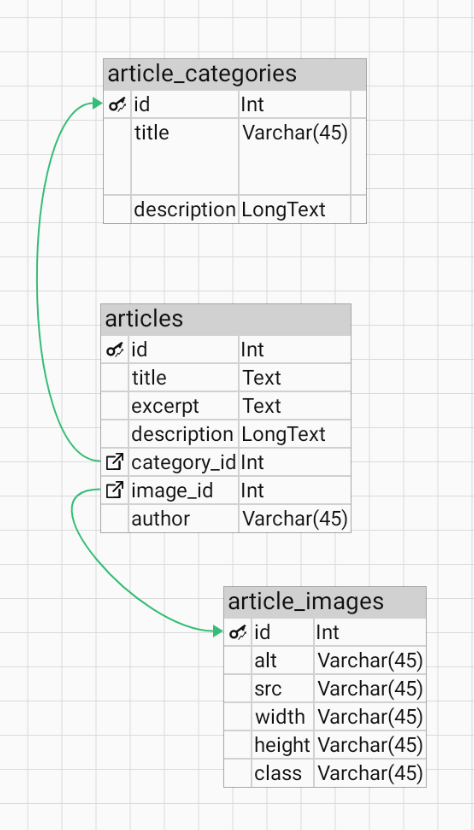 article_categories
id Int
title Varchar(45)
description LongText
articles
id Int
title Text
excerpt Text
description LongText
category_id Int
image_id Int
author Varchar(45)
article_images
id Int
alt Varchar(45)
src Varchar(45)
width Varchar(45)
height Varchar(45)
class Varchar(45)